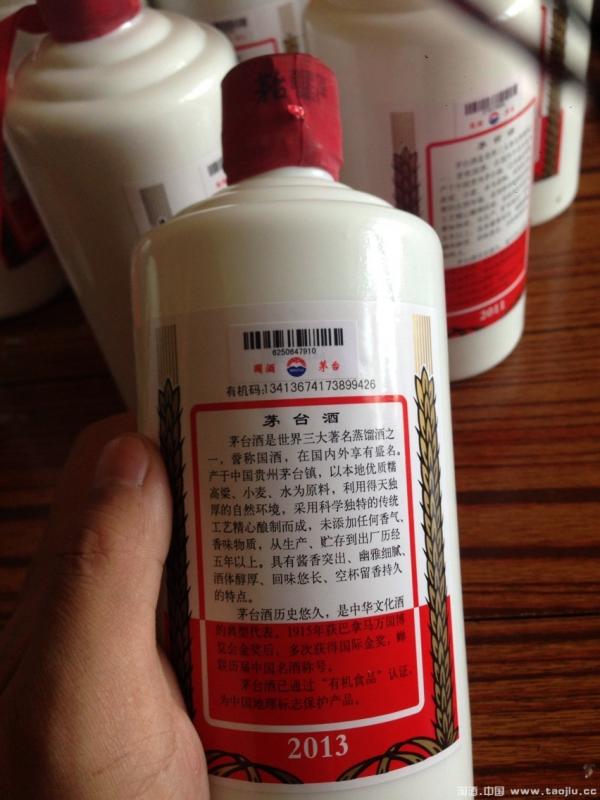 6250647910
國酒 茅台
有机码:13413674173899426
茅台酒
茅台酒是世界三大著名蒸馏酒之
一，誉称国酒，在国内外享有盛名。
产于中国贵州茅台镇，以本地优质糯
高粱、小麦、水为原料，利用得天独
厚的自然环境，采用科学独特的传统
工艺精心酿制而成，未添加任何香气、
香味物质，从生产、贮存到出厂历经
五年以上。具有酱香突出、幽雅细腻、
酒体醇厚、回味悠长、空杯留香持久
的特点。
茅台酒历史悠久，是中华文化酒
的典型代表。1915年获巴拿马万国博
览会金奖后，多次获得国际金奖，蝉
联历届中国名酒称号。
茅台酒已通过“有机食品”认证，
为中国地理标志保护产品。
2013
茅台酒
2011
淘酒.中国 www.taojiu.cc